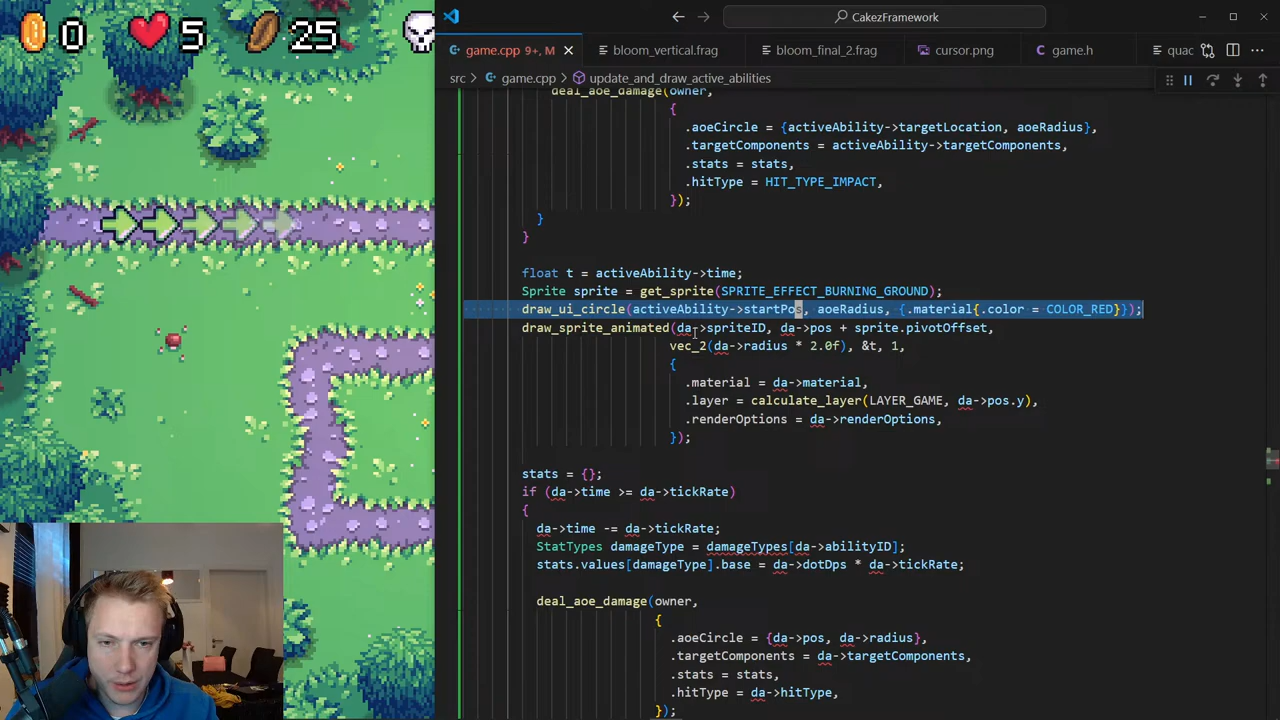 0 5 25
CakezFramework
game.cpp 9+, M
bloom_vertical.frag
bloom_final_2.frag
cursor.png
game.h
quac
src > game.cpp > update_and_draw_active_abilities
deal_aoe_damage(owner,
{
.aoeCircle = {activeAbility->targetLocation, aoeRadius},
.targetComponents = activeAbility->targetComponents,
.stats = stats,
.hitType = HIT_TYPE_IMPACT,
});
}
}
float t = activeAbility->time;
Sprite sprite = get_sprite(SPRITE_EFFECT_BURNING_GROUND);
draw_ui_circle(activeAbility->startPos, aoeRadius, {.material{.color = COLOR_RED}});
draw_sprite_animated(da->spriteID, da->pos + sprite.pivotOffset,
vec_2(da->radius * 2.0f), &t, 1,
{
.material = da->material,
.layer = calculate_layer(LAYER_GAME, da->pos.y),
.renderOptions = da->renderOptions,
});
stats = {};
if (da->time >= da->tickRate)
{
da->time -= da->tickRate;
StatTypes damageType = damageTypes[da->abilityID];
stats.values[damageType].base = da->dotDps * da->tickRate;
deal_aoe_damage(owner,
{
.aoeCircle = {da->pos, da->radius},
.targetComponents = da->targetComponents,
.stats = stats,
.hitType = da->hitType,
});